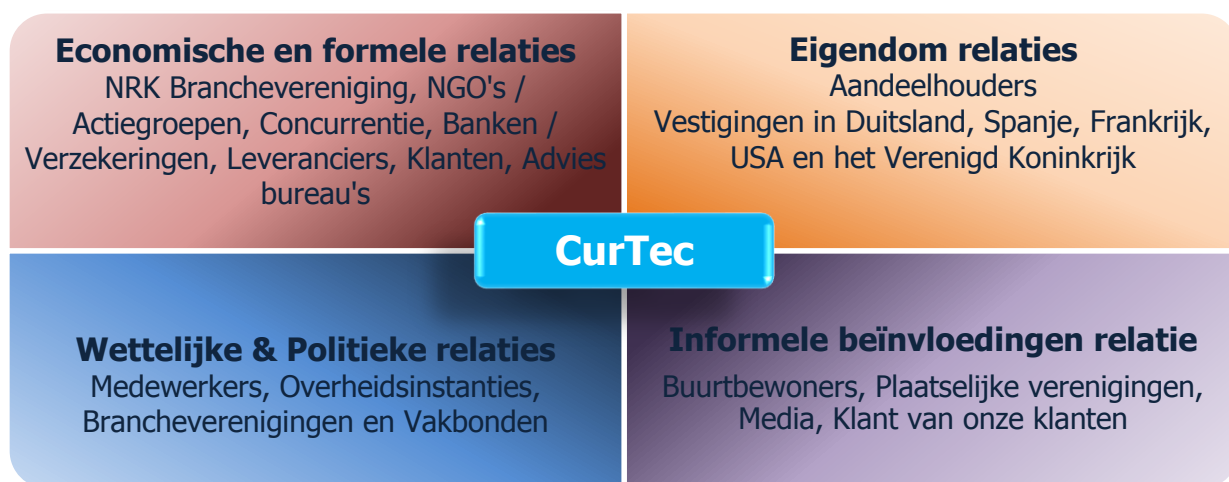 Economische en formele relaties
NRK Branchevereniging, NGO's /
Actiegroepen, Concurrentie, Banken /
Verzekeringen, Leveranciers, Klanten, Advies
bureau's
Eigendom relaties
Aandeelhouders
Vestigingen in Duitsland, Spanje, Frankrijk,
USA en het Verenigd Koninkrijk
CurTec
Wettelijke & Politieke relaties
Medewerkers, Overheidsinstanties,
Brancheverenigingen en Vakbonden
Informele beïnvloedingen relatie
Buurtbewoners, Plaatselijke verenigingen,
Media, Klant van onze klanten